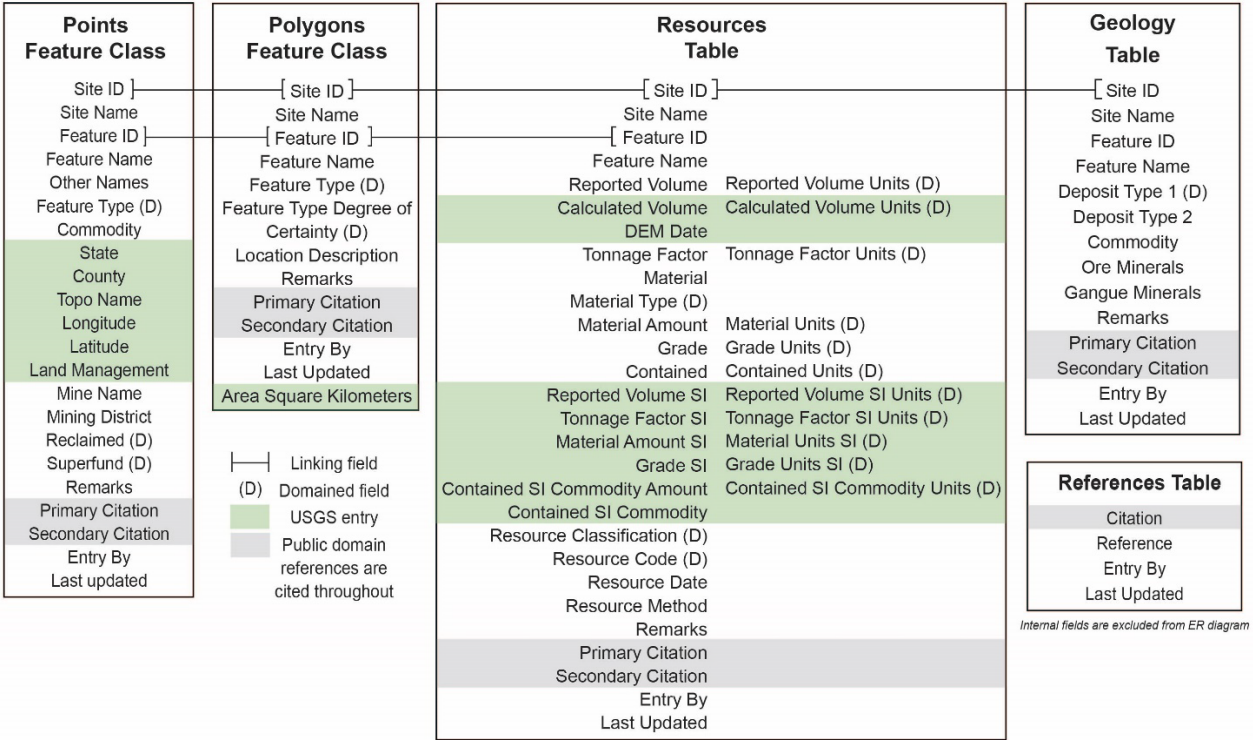 Points
Feature Class
Site ID
Site Name
Feature ID
Feature Name
Other Names
Feature Type (D)
Commodity
State
County
Topo Name
Longitude
Latitude
Land Management
Mine Name
Mining District
Reclaimed (D)
Superfund (D)
Remarks
Primary Citation
Secondary Citation
Entry By
Last updated
Polygons
Feature Class
Site ID
Site Name
Feature ID
Feature Name
Feature Type (D)
Feature Type Degree of
Certainty (D)
Location Description
Remarks
Primary Citation
Secondary Citation
Entry By
Last Updated
Area Square Kilometers
Linking field
(D) Domained field
USGS entry
Public domain
references are
cited throughout
Resources
Table
Site ID
Site Name
Feature ID
Feature Name
Reported Volume Reported Volume Units (D)
Calculated Volume Calculated Volume Units (D)
DEM Date
Tonnage Factor Tonnage Factor Units (D)
Material
Material Type (D)
Material Amount Material Units (D)
Grade Grade Units (D)
Contained Contained Units (D)
Reported Volume SI Reported Volume SI Units (D)
Tonnage Factor SI Tonnage Factor SI Units (D)
Material Amount SI Material Units SI (D)
Grade SI Grade Units SI (D)
Contained SI Commodity Amount Contained SI Commodity Units (D)
Contained SI Commodity
Resource Classification (D)
Resource Code (D)
Resource Date
Resource Method
Remarks
Primary Citation
Secondary Citation
Entry By
Last Updated
Geology
Table
Site ID
Site Name
Feature ID
Feature Name
Deposit Type 1 (D)
Deposit Type 2
Commodity
Ore Minerals
Gangue Minerals
Remarks
Primary Citation
Secondary Citation
Entry By
Last Updated
References Table
Citation
Reference
Entry By
Last Updated
Internal fields are excluded from ER diagram